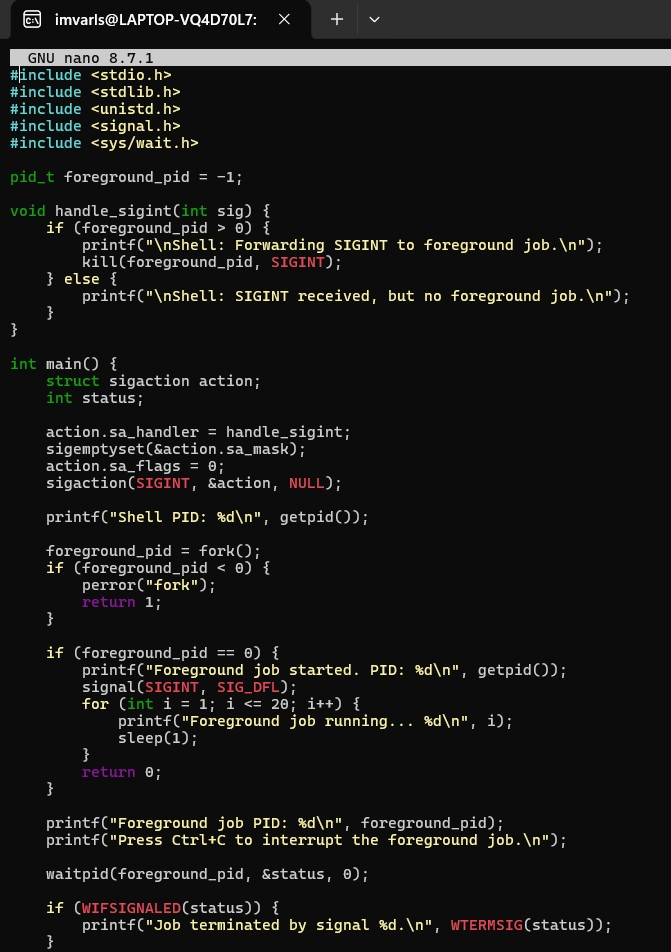 imvarls@LAPTOP-VQ4D70L7:
GNU nano 8.7.1
#include <stdio.h>
#include <stdlib.h>
#include <unistd.h>
#include <signal.h>
#include <sys/wait.h>

pid_t foreground_pid = -1;

void handle_sigint(int sig) {
    if (foreground_pid > 0) {
        printf("\nShell: Forwarding SIGINT to foreground job.\n");
        kill(foreground_pid, SIGINT);
    } else {
        printf("\nShell: SIGINT received, but no foreground job.\n");
    }
}

int main() {
    struct sigaction action;
    int status;

    action.sa_handler = handle_sigint;
    sigemptyset(&action.sa_mask);
    action.sa_flags = 0;
    sigaction(SIGINT, &action, NULL);

    printf("Shell PID: %d\n", getpid());

    foreground_pid = fork();
    if (foreground_pid < 0) {
        perror("fork");
        return 1;
    }

    if (foreground_pid == 0) {
        printf("Foreground job started. PID: %d\n", getpid());
        signal(SIGINT, SIG_DFL);
        for (int i = 1; i <= 20; i++) {
            printf("Foreground job running... %d\n", i);
            sleep(1);
        }
        return 0;
    }

    printf("Foreground job PID: %d\n", foreground_pid);
    printf("Press Ctrl+C to interrupt the foreground job.\n");

    waitpid(foreground_pid, &status, 0);

    if (WIFSIGNALED(status)) {
        printf("Job terminated by signal %d.\n", WTERMSIG(status));
    }